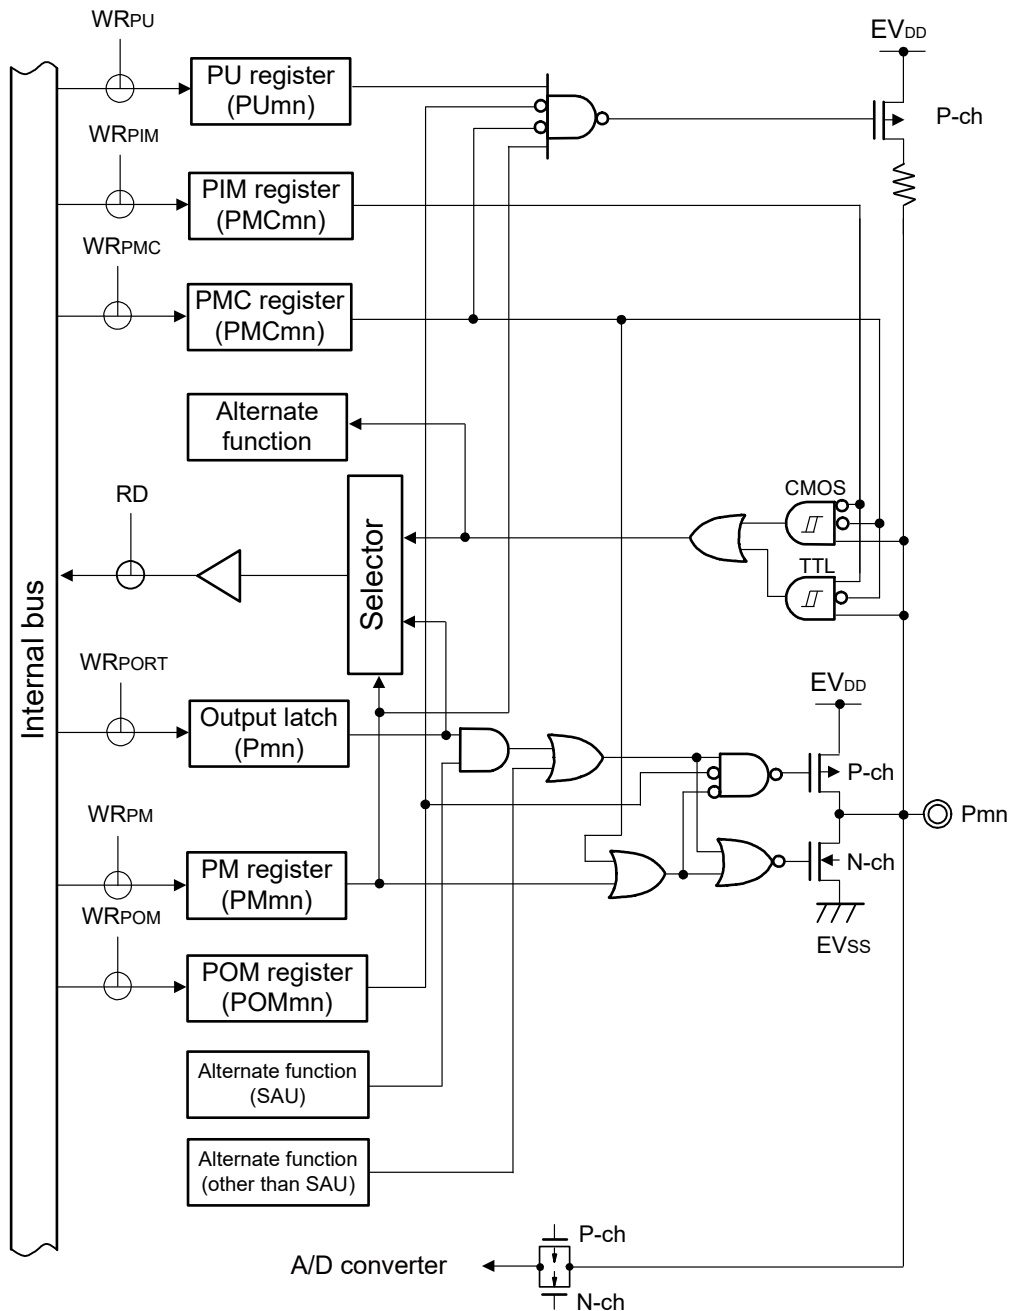 WRPU
EVDD
PU register
(PUmn)
P-ch
WRPIM
PIM register
(PMCmn)
WRPMC
PMC register
(PMCmn)
Alternate
function
CMOS
RD
Selector
TTL
Internal bus
WRPORT
EVDD
Output latch
(Pmn)
P-ch
WRPM
Pmn
PM register
(PMmn)
N-ch
WRPOM
EVSS
POM register
(POMmn)
Alternate function
(SAU)
Alternate function
(other than SAU)
P-ch
A/D converter
N-ch